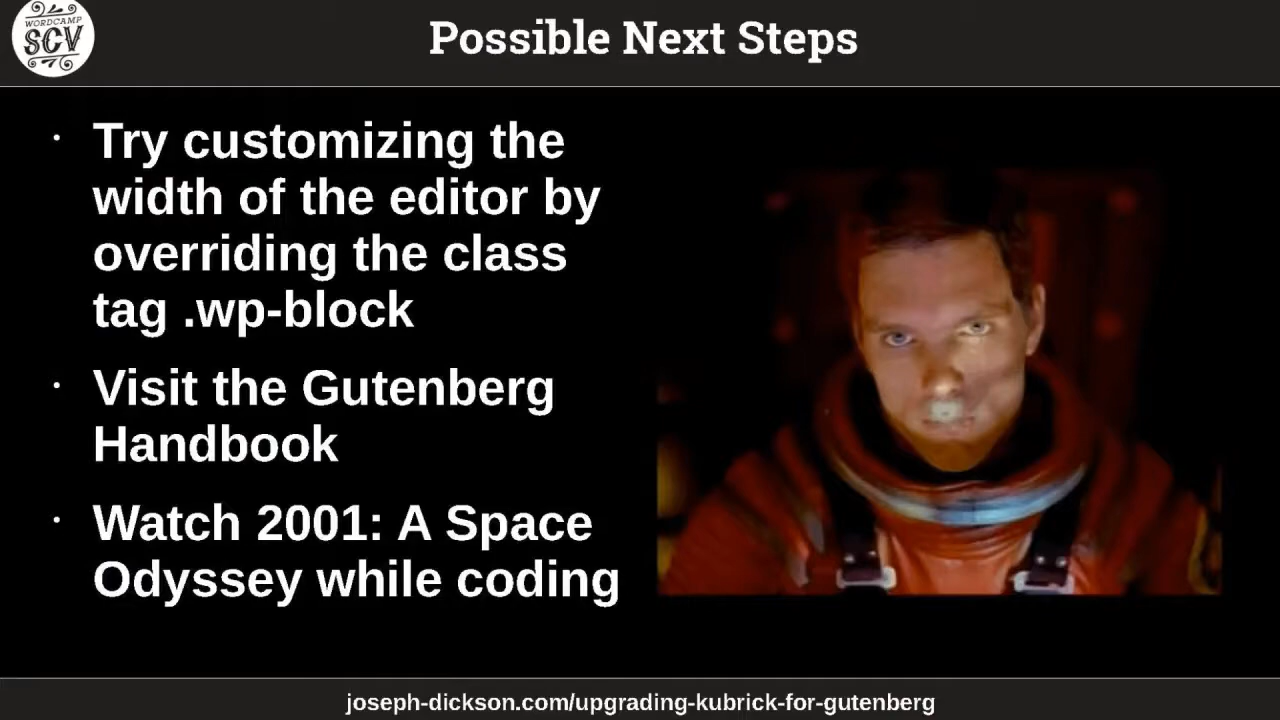 WORDCAMP
SCV
Possible Next Steps
• Try customizing the
width of the editor by
overriding the class
tag .wp-block
• Visit the Gutenberg
Handbook
• Watch 2001: A Space
Odyssey while coding
joseph-dickson.com/upgrading-kubrick-for-gutenberg